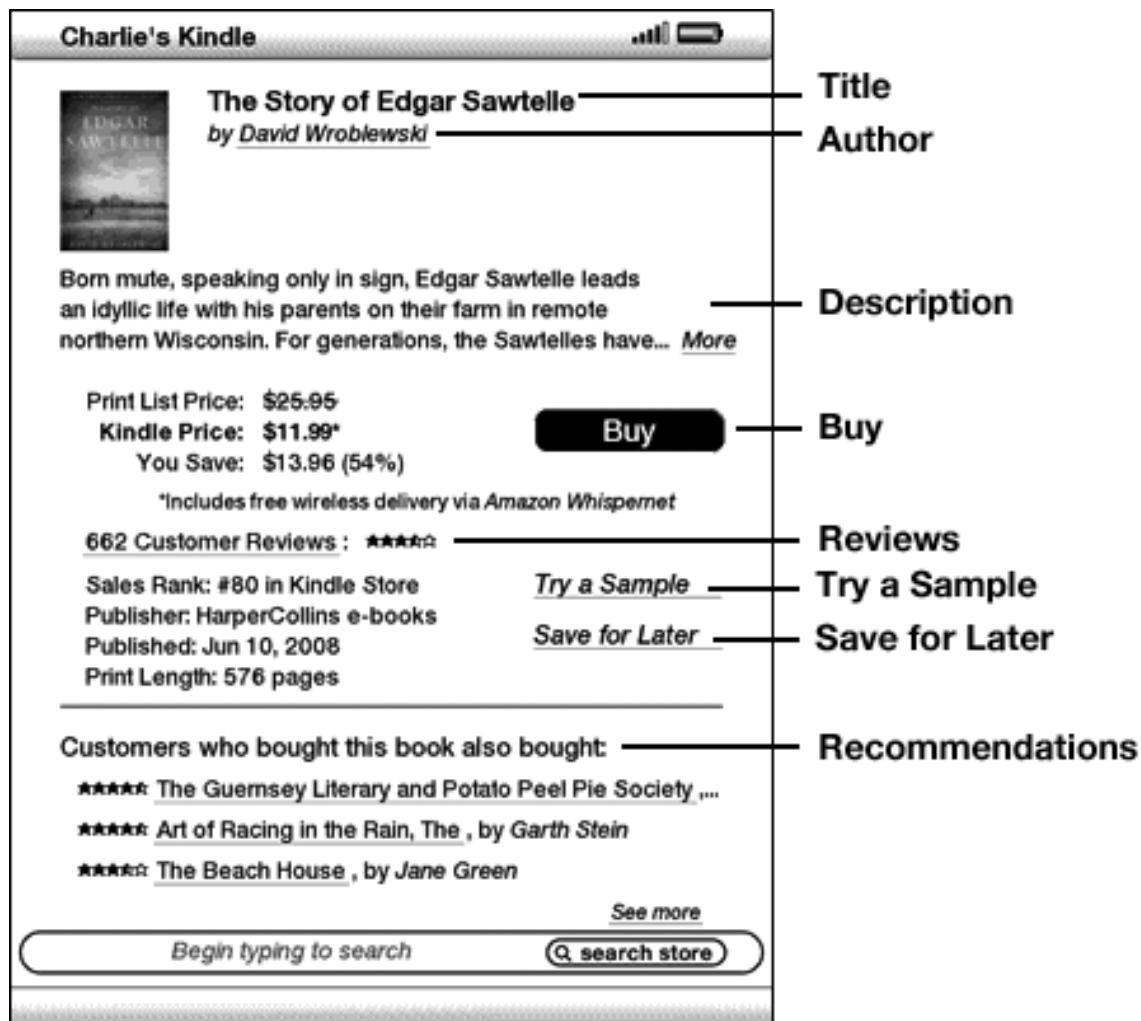 Charlie's Kindle
The Story of Edgar Sawtelle
Title
by David Wroblewski
Author
EDGAR
SAWTELLE
Born mute, speaking only in sign, Edgar Sawtelle leads
an idyllic life with his parents on their farm in remote
Description
northern Wisconsin. For generations, the Sawtelles have... More
Print List Price: $25.95
Kindle Price: $11.99*
Buy
Buy
You Save: $13.96 (54%)
*Includes free wireless delivery via Amazon Whispernet
662 Customer Reviews :
Reviews
Sales Rank: #80 in Kindle Store
Try a Sample
Try a Sample
Publisher: HarperCollins e-books
Published: Jun 10, 2008
Save for Later
Save for Later
Print Length: 576 pages
Customers who bought this book also bought:
Recommendations
The Guernsey Literary and Potato Peel Pie Society ,...
Art of Racing in the Rain, The , by Garth Stein
The Beach House , by Jane Green
See more
Begin typing to search
search store